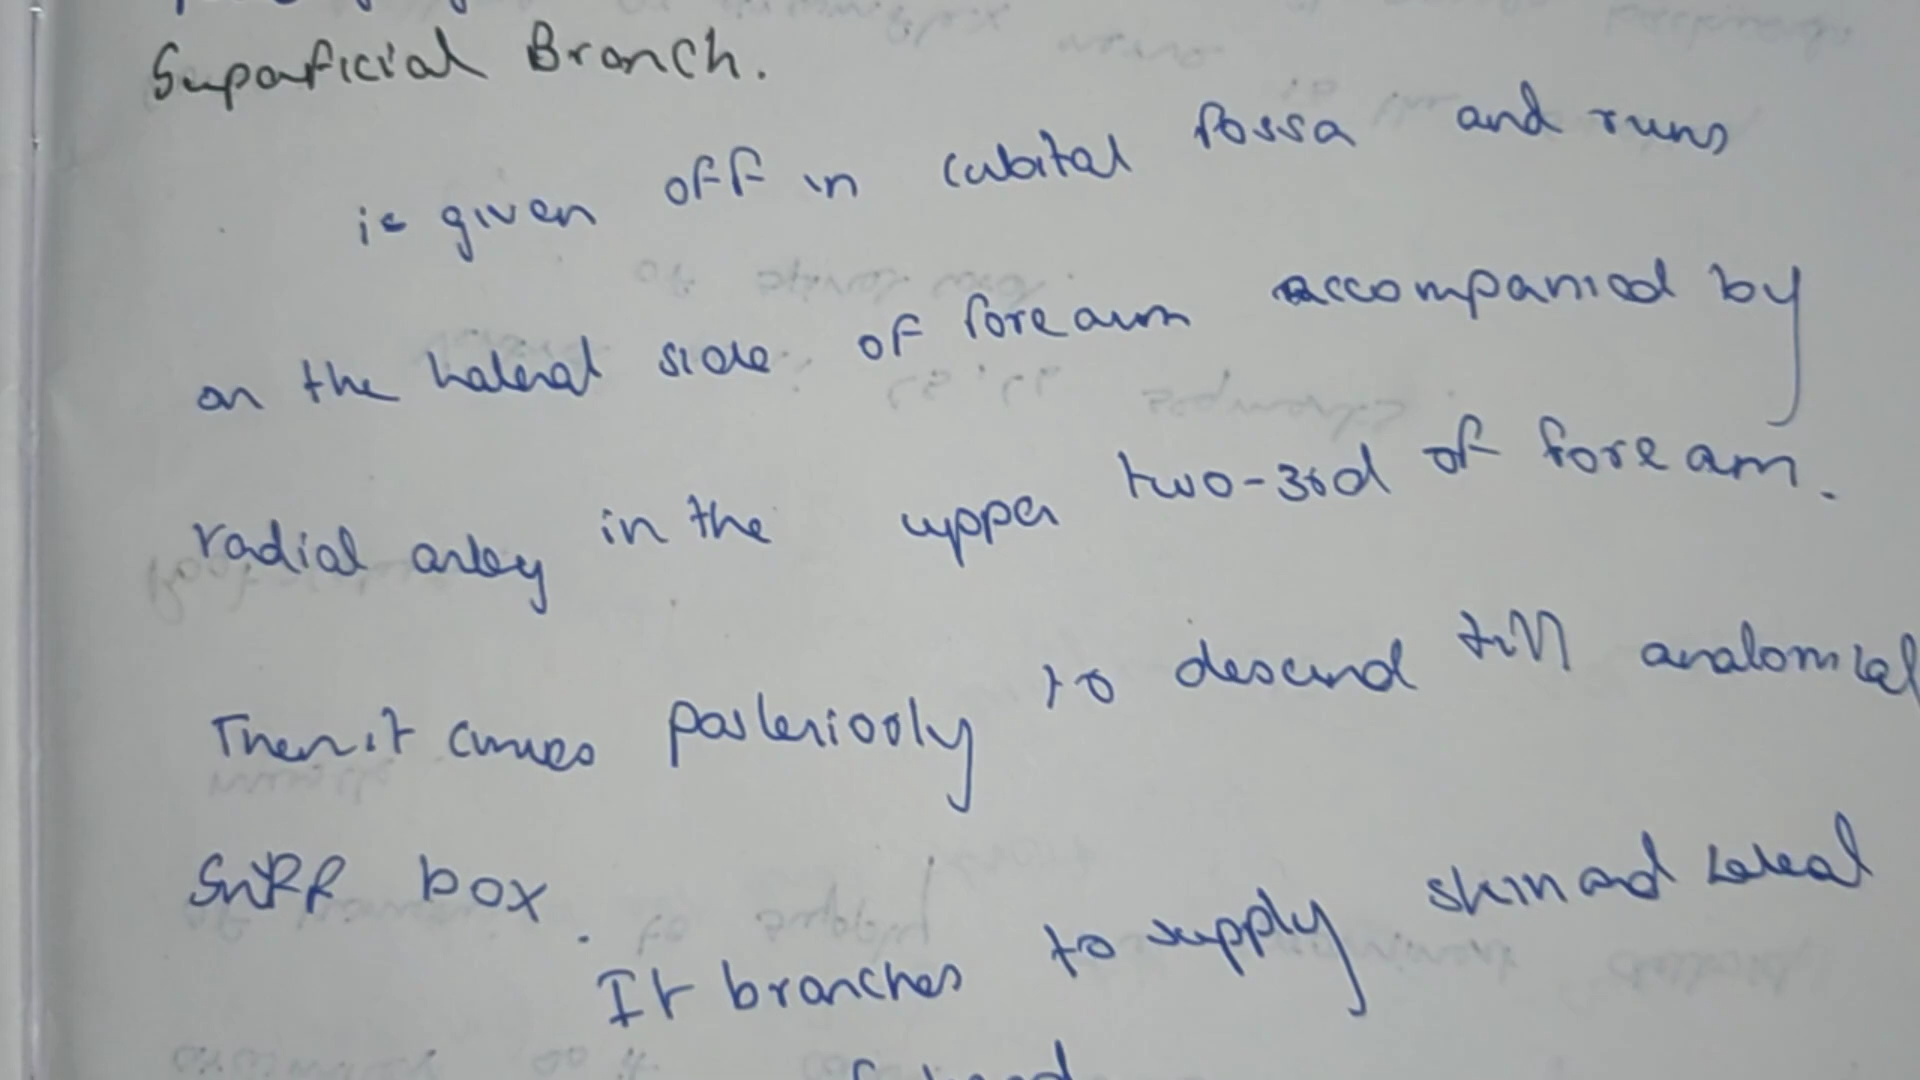 Superficial Branch.
is given off in cubital fossa and runs
on the lateral side of forearm accompanied by
radial artery in the upper two-3rd of forearm.
Then it curves posteriorly to descend till anatomical
snuff box.
It branches to supply skin and lateral
hand